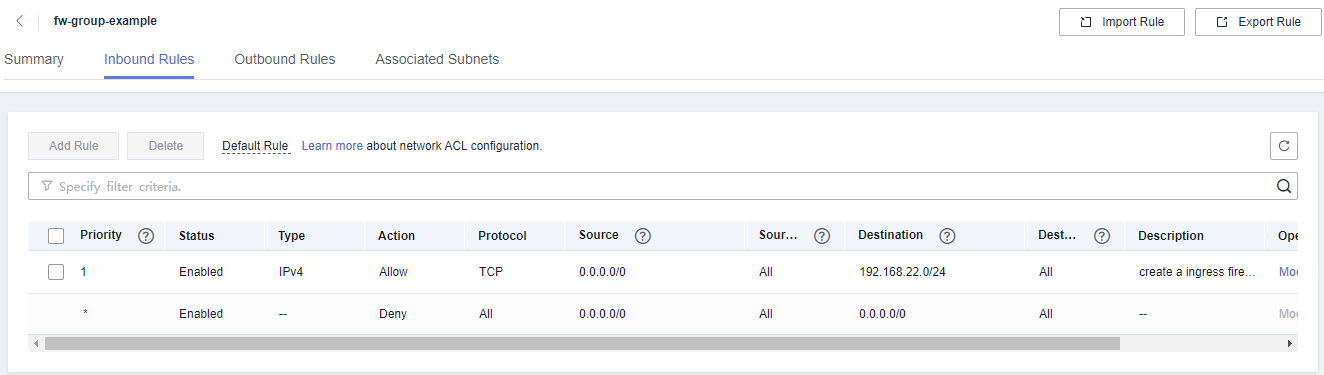 fw-group-example
Import Rule Export Rule
Summary Inbound Rules Outbound Rules Associated Subnets
Add Rule Delete Default Rule Learn more about network ACL configuration.
Specify filter criteria.
Priority ? Status Type Action Protocol Source ? Sour... ? Destination ? Dest... ? Description Ope
1 Enabled IPv4 Allow TCP 0.0.0.0/0 All 192.168.22.0/24 All create a ingress fire... Mod
* Enabled -- Deny All 0.0.0.0/0 All 0.0.0.0/0 All -- Mod